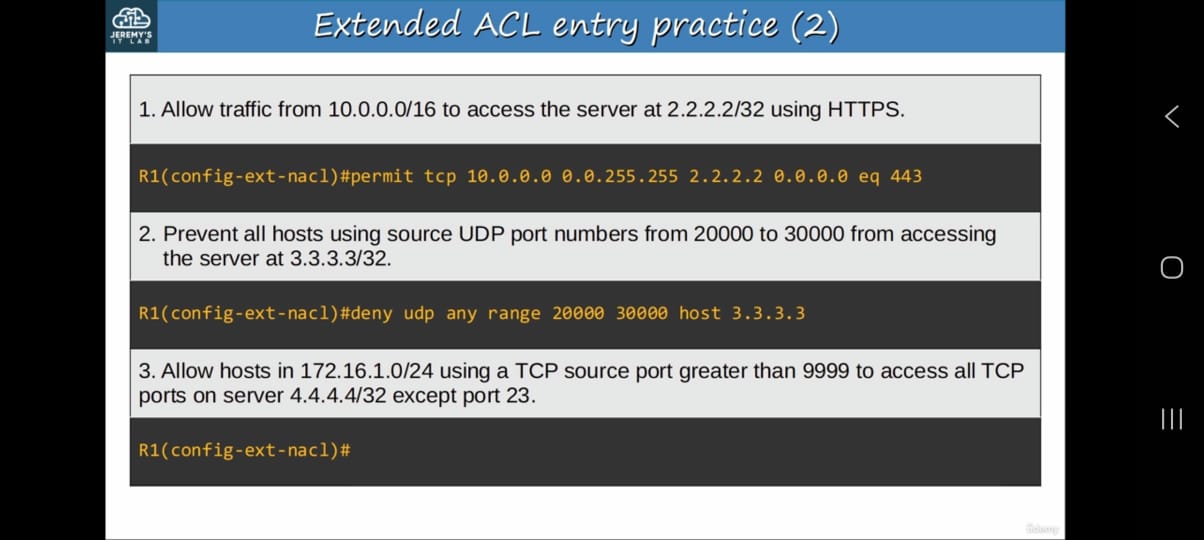 JEREMY'S
IT LAB
Extended ACL entry practice (2)
1. Allow traffic from 10.0.0.0/16 to access the server at 2.2.2.2/32 using HTTPS.
R1(config-ext-nacl)#permit tcp 10.0.0.0 0.0.255.255 2.2.2.2 0.0.0.0 eq 443
2. Prevent all hosts using source UDP port numbers from 20000 to 30000 from accessing
the server at 3.3.3.3/32.
R1(config-ext-nacl)#deny udp any range 20000 30000 host 3.3.3.3
3. Allow hosts in 172.16.1.0/24 using a TCP source port greater than 9999 to access all TCP
ports on server 4.4.4.4/32 except port 23.
R1(config-ext-nacl)#
ûdemy